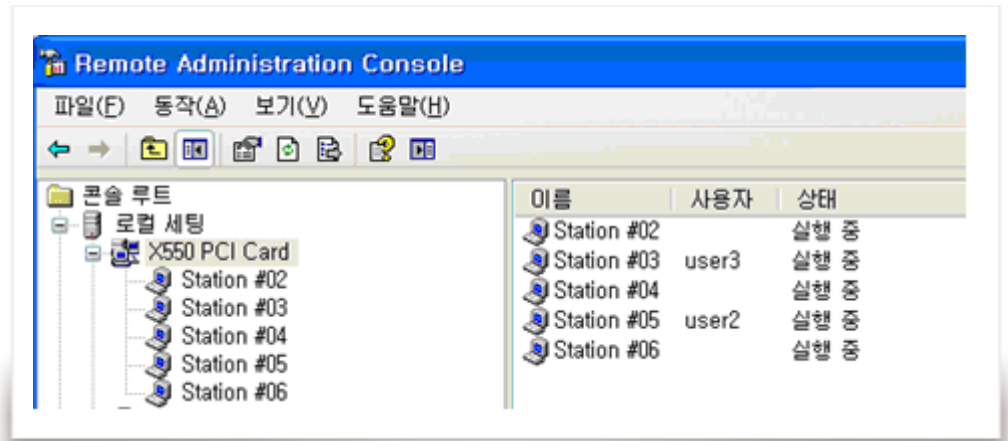 Remote Administration Console
파일(F) 동작(A) 보기(V) 도움말(H)
콘솔 루트
로컬 세팅
X550 PCI Card
Station #02
Station #03
Station #04
Station #05
Station #06
이름 사용자 상태
Station #02 실행 중
Station #03 user3 실행 중
Station #04 실행 중
Station #05 user2 실행 중
Station #06 실행 중